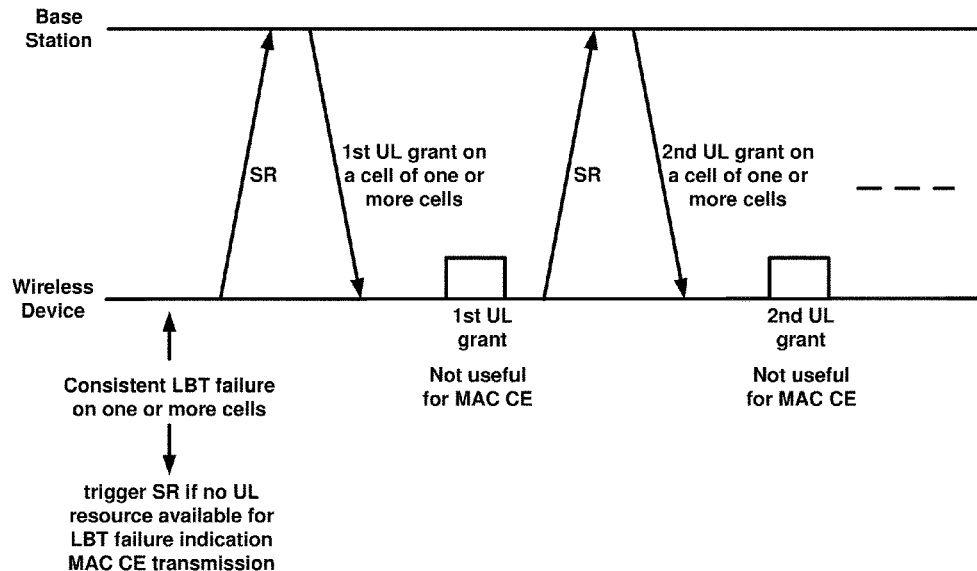 Base
Station
SR
1st UL grant on
a cell of one or
more cells
SR
2nd UL grant on
a cell of one or
more cells
Wireless
Device
1st UL
grant
Not useful
for MAC CE
2nd UL
grant
Not useful
for MAC CE
Consistent LBT failure
on one or more cells
trigger SR if no UL
resource available for
LBT failure indication
MAC CE transmission